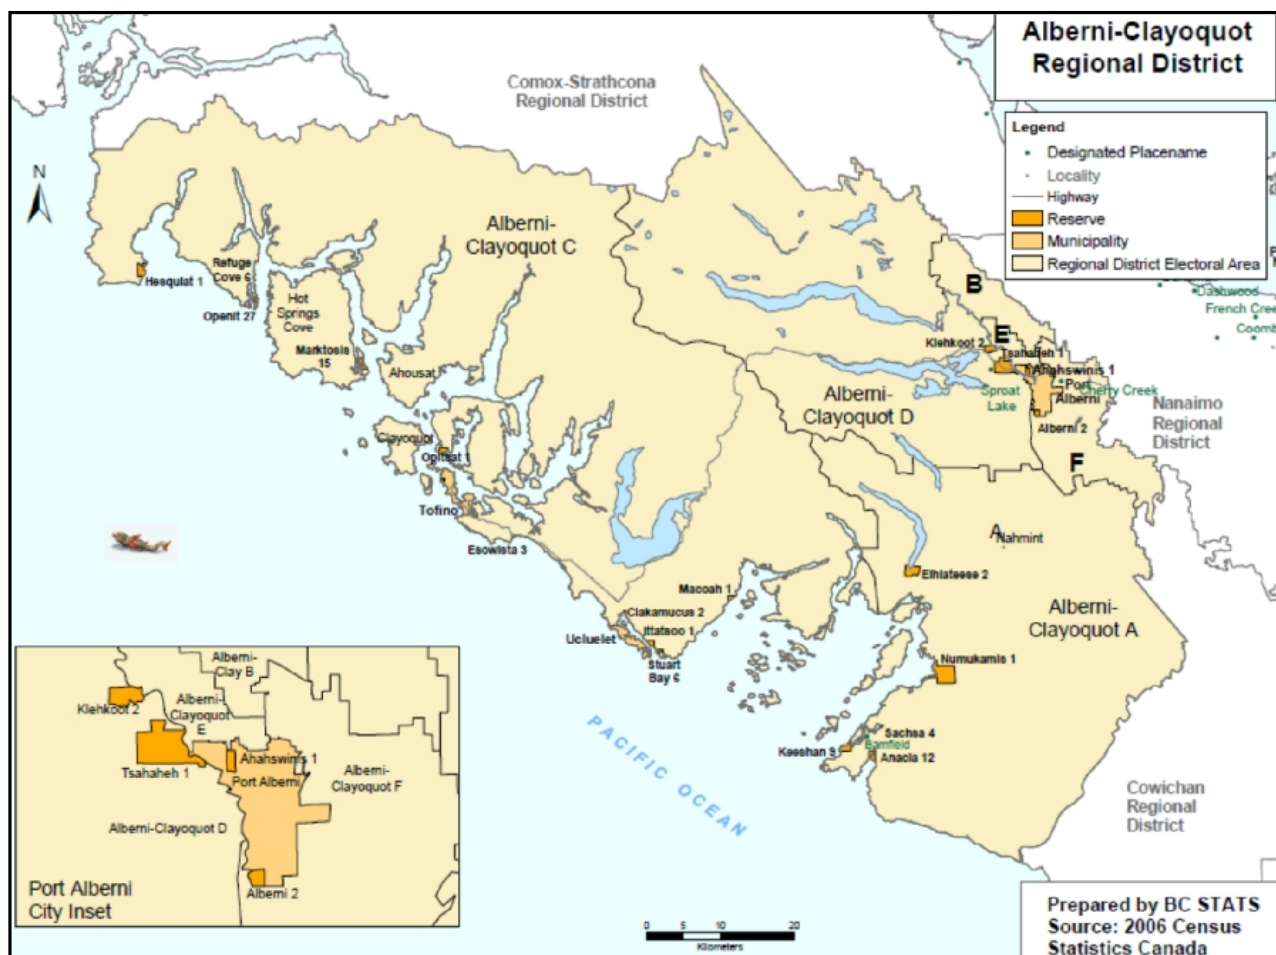 Alberni-Clayoquot
Regional District
Comox-Strathcona
Regional District
Legend
Designated Placename
Locality
Highway
Reserve
Municipality
Regional District Electoral Area
N
Alberni-
Clayoquot C
Refuge
Cove 6
Hesquiat 1
Openit 27
Hot
Springs
Cove
Marktosis
15
Ahousat
Clayoquot
Opitsat 1
Tofino
Esowista 3
B
E
Klehkoot 2
Tsahaheh 1
Ahahswinis 1
Port
Alberni
Cherry Creek
Sproat
Lake
Alberni 2
F
Alberni-
Clayoquot D
Dashwood
French Cree
Coomb
Nanaimo
Regional
District
A
Nahmint
Elhlateese 2
Alberni-
Clayoquot A
Macoah 1
Clakamucus 2
Ittatsoo 1
Ucluelet
Stuart
Bay 6
Numukamis 1
Sachsa 4
Bamfield
Keeshan 9
Anacla 12
PACIFIC OCEAN
Cowichan
Regional
District
Alberni-
Clay B
Klehkoot 2
Alberni-
Clayoquot
E
Tsahaheh 1
Ahahswinis 1
Port Alberni
Alberni-
Clayoquot F
Alberni-Clayoquot D
Alberni 2
Port Alberni
City Inset
0 5 10 20
Kilometers
Prepared by BC STATS
Source: 2006 Census
Statistics Canada